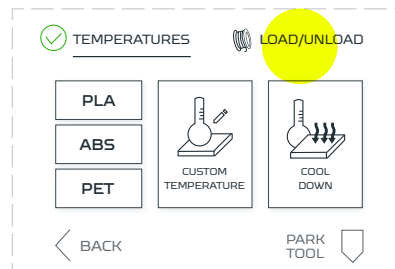 TEMPERATURES
LOAD/UNLOAD
PLA
ABS
PET
CUSTOM
TEMPERATURE
COOL
DOWN
BACK
PARK
TOOL